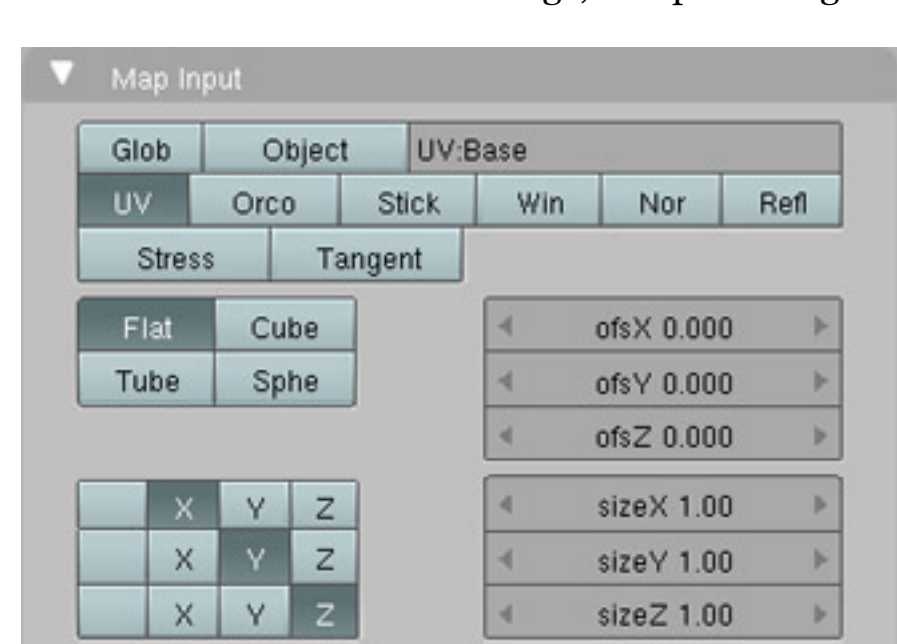 Map Input
Glob Object UV:Base
UV Orco Stick Win Nor Refl
Stress Tangent
Flat Cube
Tube Sphe
ofsX 0.000
ofsY 0.000
ofsZ 0.000
X Y Z
X Y Z
X Y Z
sizeX 1.00
sizeY 1.00
sizeZ 1.00